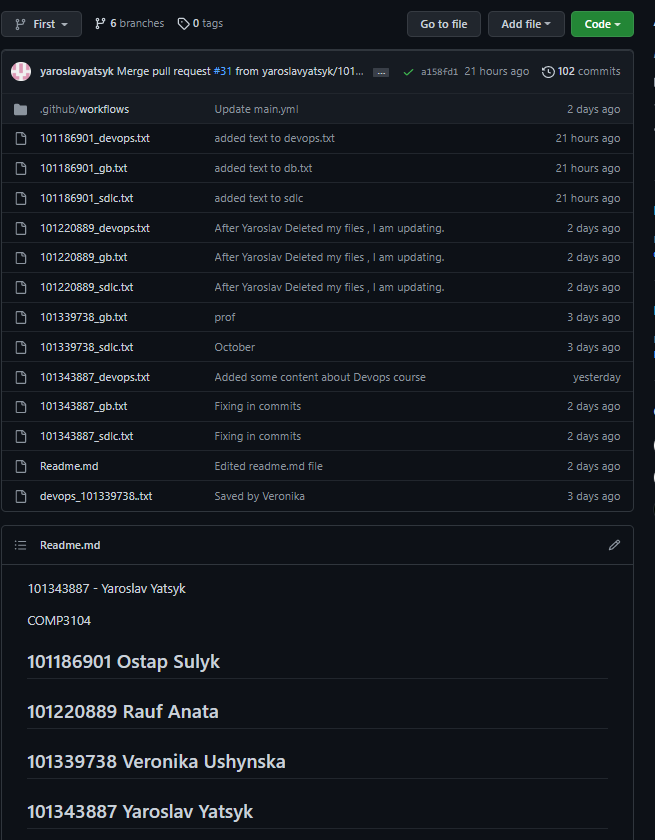 First 6 branches 0 tags Go to file Add file Code
yaroslavyatsyk Merge pull request #31 from yaroslavyatsyk/101... ... a158fd1 21 hours ago 102 commits
.github/workflows Update main.yml 2 days ago
101186901_devops.txt added text to devops.txt 21 hours ago
101186901_gb.txt added text to db.txt 21 hours ago
101186901_sdlc.txt added text to sdlc 21 hours ago
101220889_devops.txt After Yaroslav Deleted my files , I am updating. 2 days ago
101220889_gb.txt After Yaroslav Deleted my files , I am updating. 2 days ago
101220889_sdlc.txt After Yaroslav Deleted my files , I am updating. 2 days ago
101339738_gb.txt prof 3 days ago
101339738_sdlc.txt October 3 days ago
101343887_devops.txt Added some content about Devops course yesterday
101343887_gb.txt Fixing in commits 2 days ago
101343887_sdlc.txt Fixing in commits 2 days ago
Readme.md Edited readme.md file 2 days ago
devops_101339738..txt Saved by Veronika 3 days ago
Readme.md
101343887 - Yaroslav Yatsyk
COMP3104
101186901 Ostap Sulyk
101220889 Rauf Anata
101339738 Veronika Ushynska
101343887 Yaroslav Yatsyk